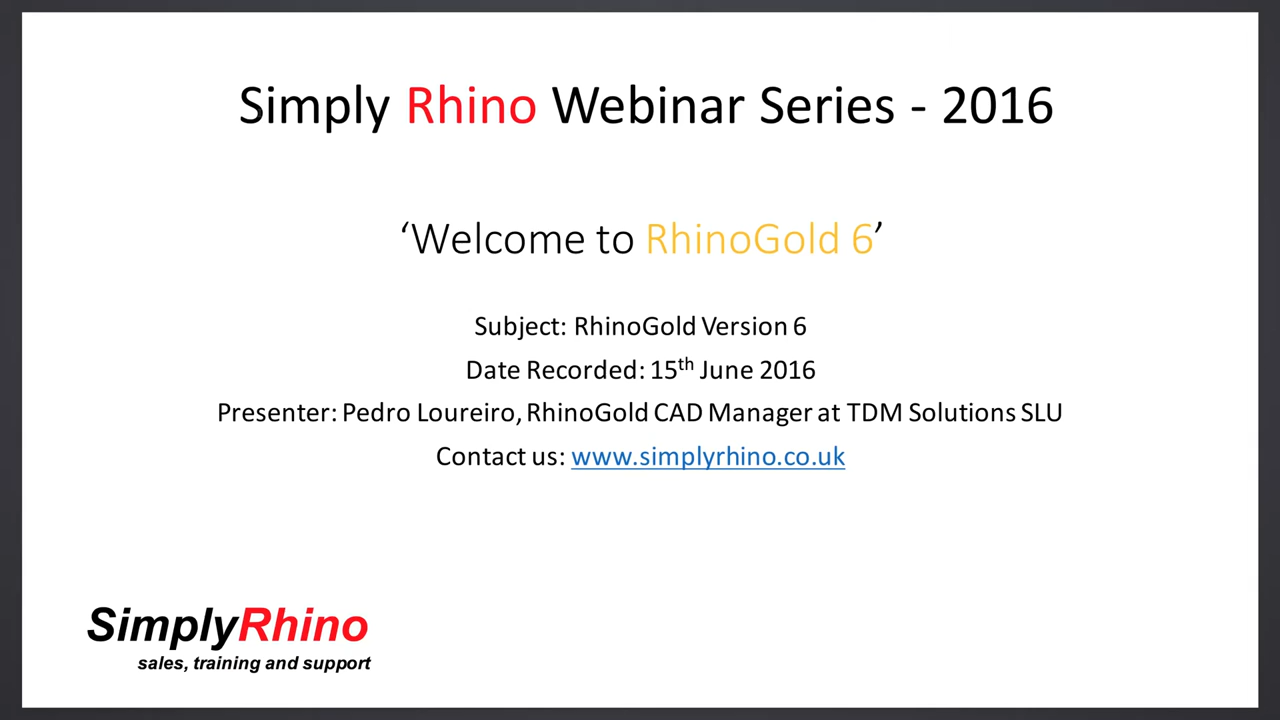 Simply Rhino Webinar Series - 2016
‘Welcome to RhinoGold 6’
Subject: RhinoGold Version 6
Date Recorded: 15th June 2016
Presenter: Pedro Loureiro, RhinoGold CAD Manager at TDM Solutions SLU
Contact us: www.simplyrhino.co.uk
SimplyRhino
sales, training and support